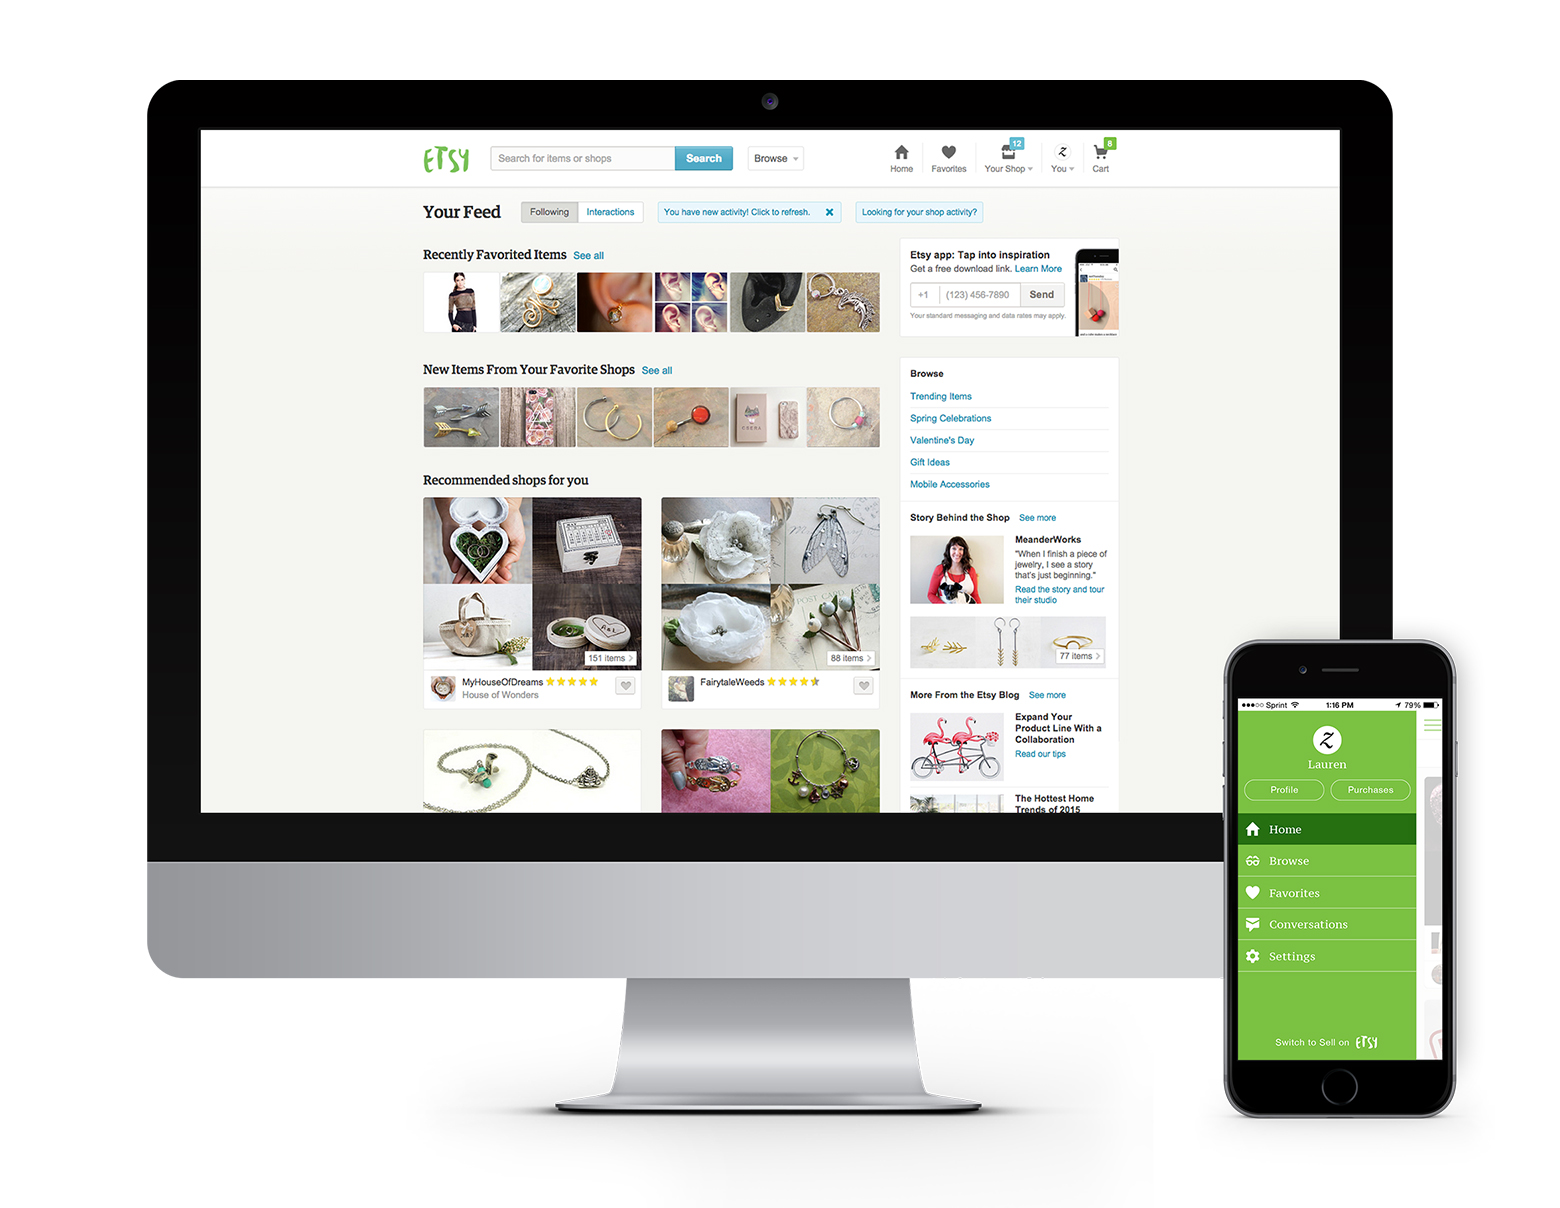 ETSY
Search for items or shops
Search
Browse
Home
Favorites
12
Your Shop
You
8
Cart
Your Feed
Following
Interactions
You have new activity! Click to refresh.
Looking for your shop activity?
Recently Favorited Items See all
New Items From Your Favorite Shops See all
Recommended shops for you
151 items
MyHouseOfDreams
House of Wonders
88 items
FairytaleWeeds
Etsy app: Tap into inspiration
Get a free download link. Learn More
+1
(123) 456-7890
Send
Your standard messaging and data rates may apply.
Browse
Trending Items
Spring Celebrations
Valentine's Day
Gift Ideas
Mobile Accessories
Story Behind the Shop See more
MeanderWorks
"When I finish a piece of
jewelry, I see a story
that's just beginning."
Read the story and tour
their studio
77 items
More From the Etsy Blog See more
Expand Your
Product Line With a
Collaboration
Read our tips
The Hottest Home
Trends of 2015
Sprint
1:16 PM
79%
Z
Lauren
Profile
Purchases
Home
Browse
Favorites
Conversations
Settings
Switch to Sell on ETSY